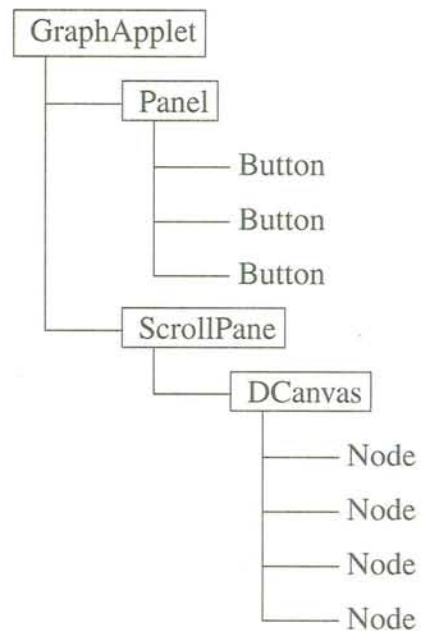 GraphApplet
Panel
Button
Button
Button
ScrollPane
DCanvas
Node
Node
Node
Node